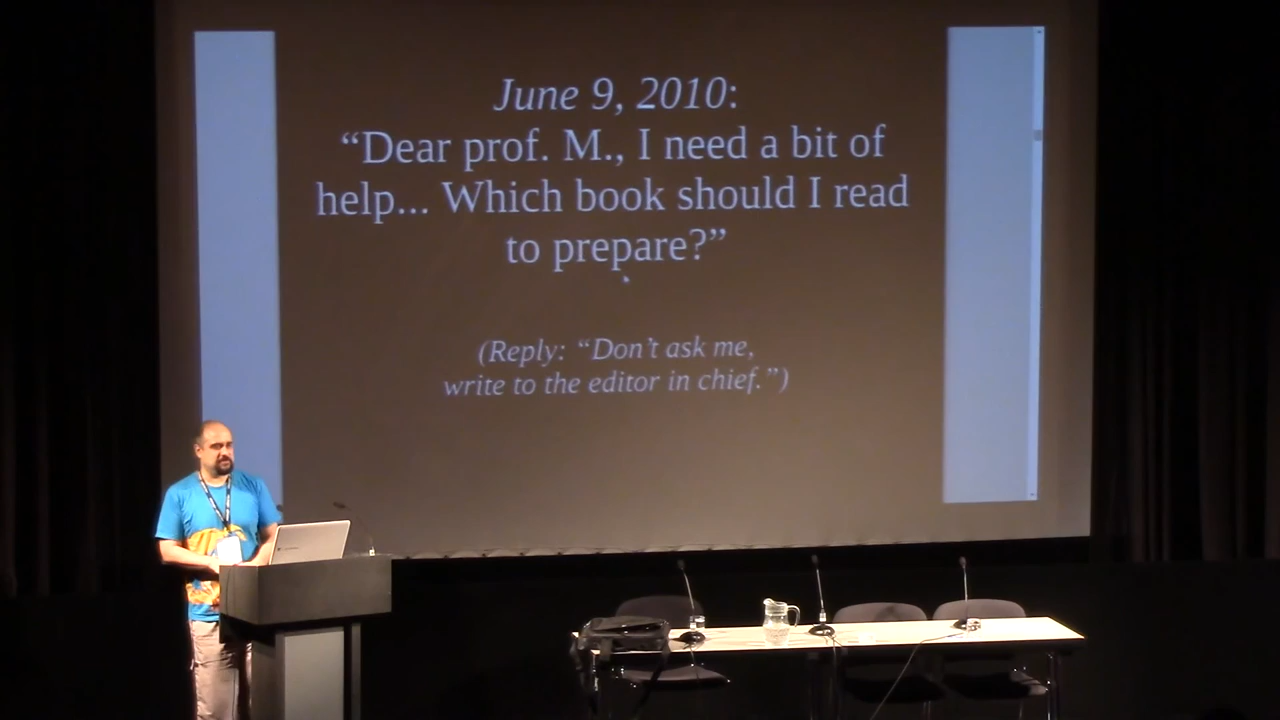 June 9, 2010:
“Dear prof. M., I need a bit of
help... Which book should I read
to prepare?”
(Reply: “Don’t ask me,
write to the editor in chief.”)